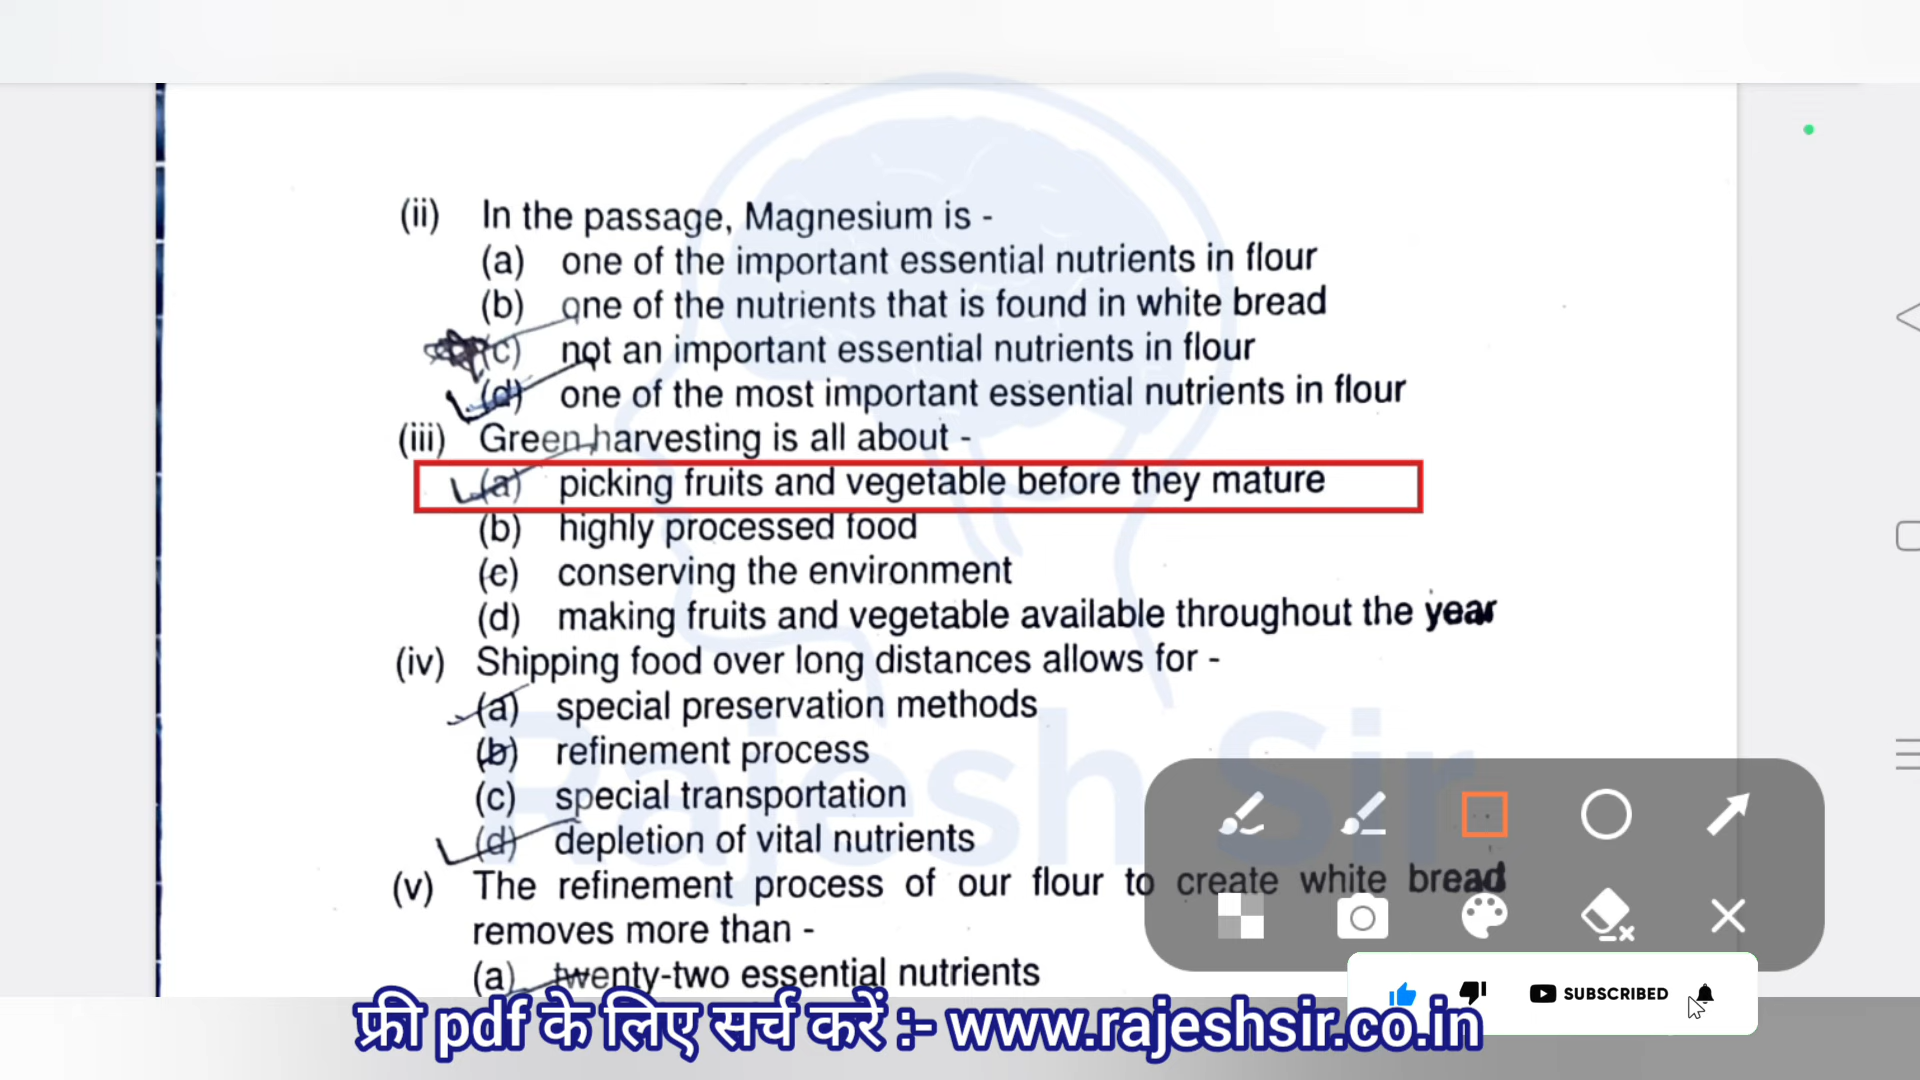 (ii) In the passage, Magnesium is -
(a) one of the important essential nutrients in flour
(b) one of the nutrients that is found in white bread
(c) not an important essential nutrients in flour
(d) one of the most important essential nutrients in flour
(iii) Green harvesting is all about -
(a) picking fruits and vegetable before they mature
(b) highly processed food
(c) conserving the environment
(d) making fruits and vegetable available throughout the year
(iv) Shipping food over long distances allows for -
(a) special preservation methods
(b) refinement process
(c) special transportation
(d) depletion of vital nutrients
(v) The refinement process of our flour to create white bread
removes more than -
(a) twenty-two essential nutrients
Rajesh Sir
SUBSCRIBED
फ्री pdf के लिए सर्च करें :- www.rajeshsir.co.in